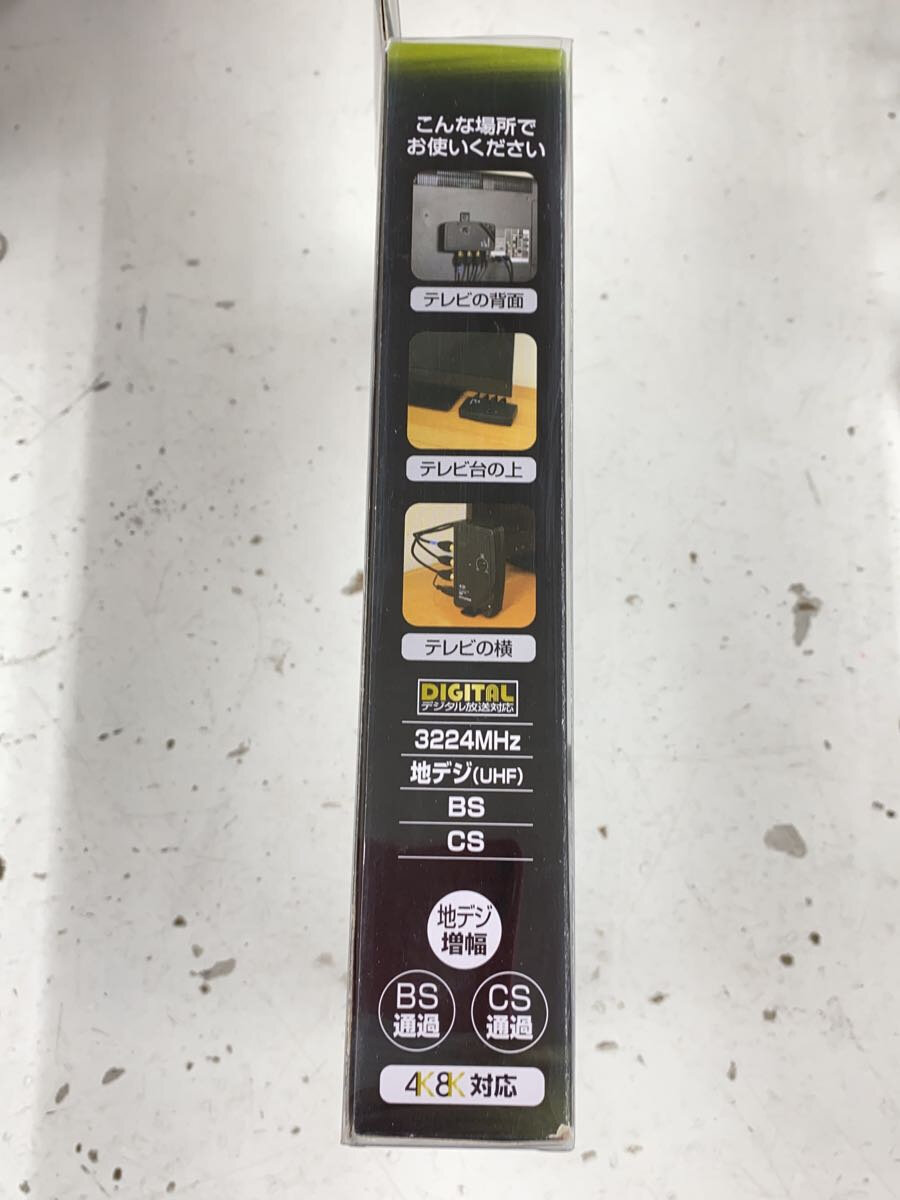 こんな場所で
お使いください
テレビの背面
テレビ台の上
テレビの横
DIGITAL
デジタル放送対応
3224MHz
地デジ(UHF)
BS
CS
地デジ
増幅
BS
通過
CS
通過
4K8K対応